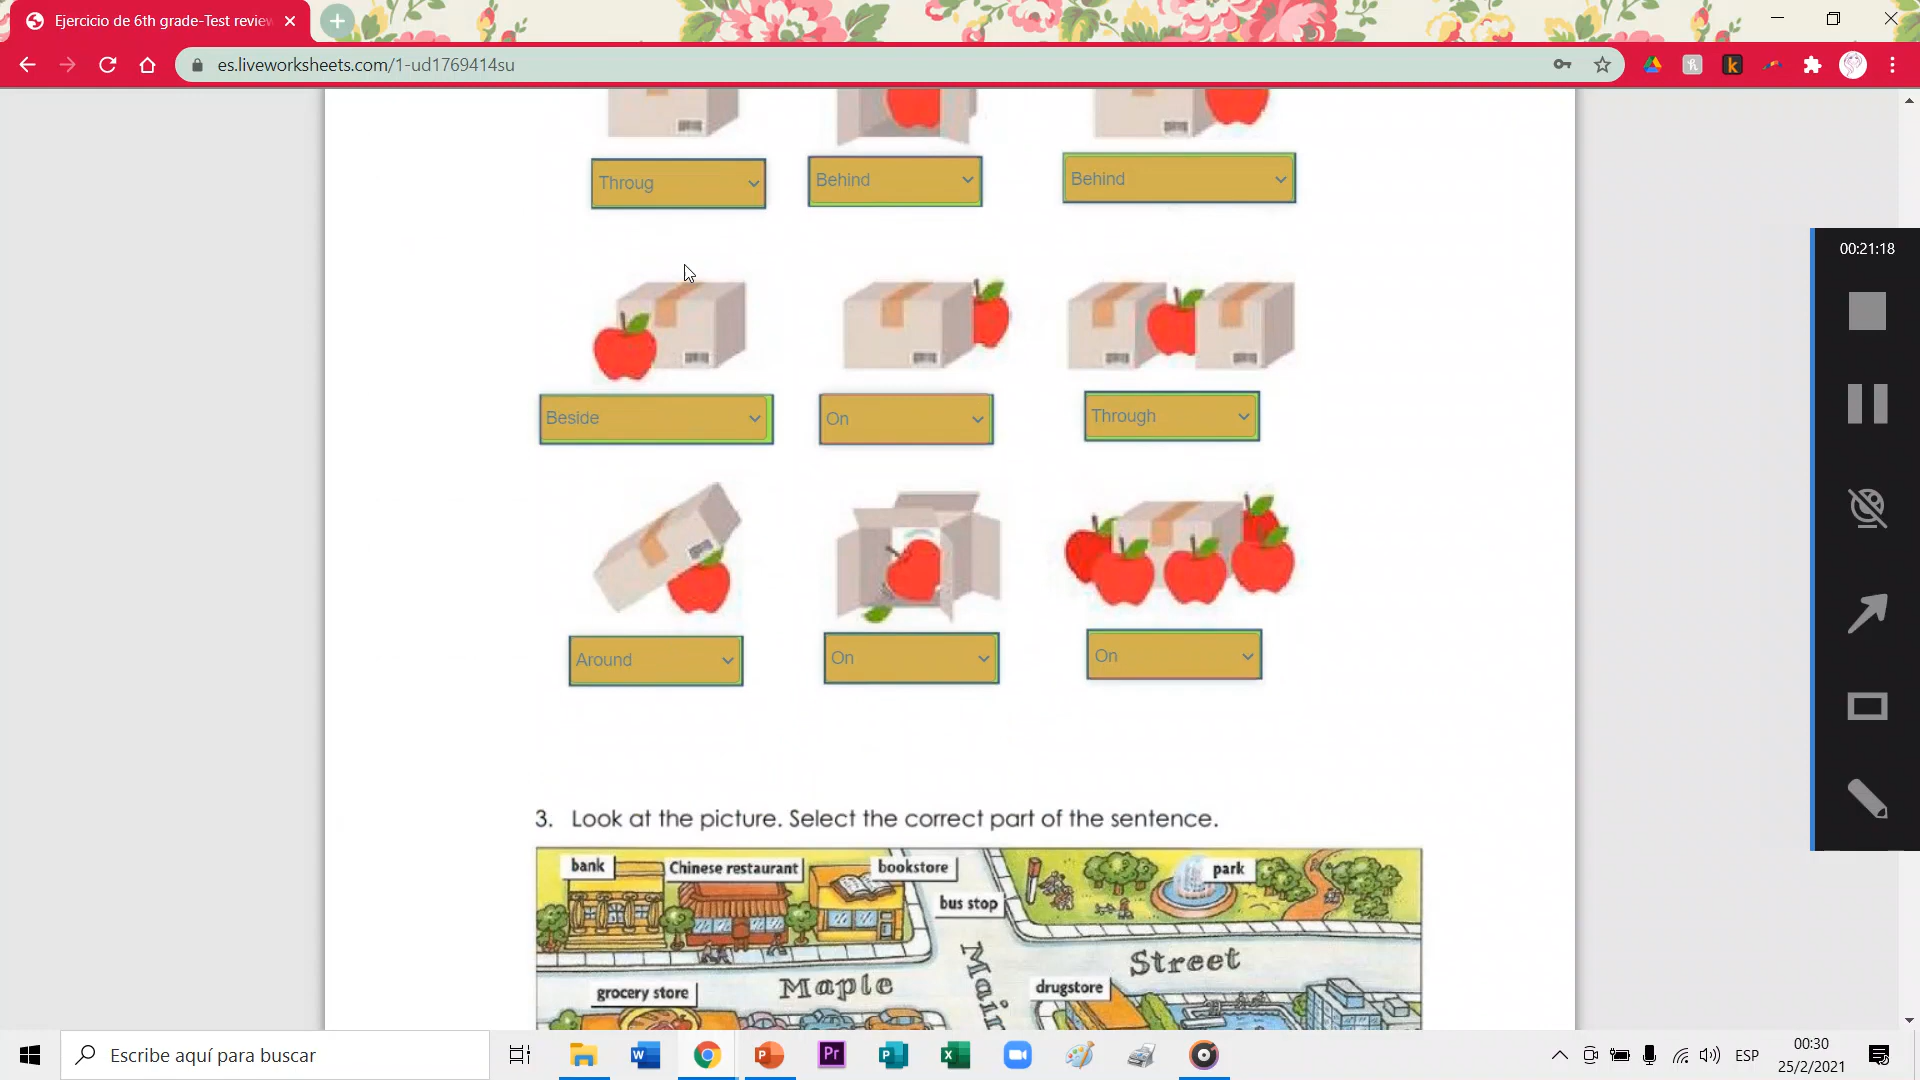 Ejercicio de 6th grade-Test review
es.liveworksheets.com/1-ud1769414su
Throug
Behind
Behind
00:21:18
Beside
On
Through
Around
On
On
3. Look at the picture. Select the correct part of the sentence.
bank
Chinese restaurant
bookstore
park
bus stop
Street
Maple
Main
grocery store
drugstore
Escribe aquí para buscar
ESP
00:30
25/2/2021